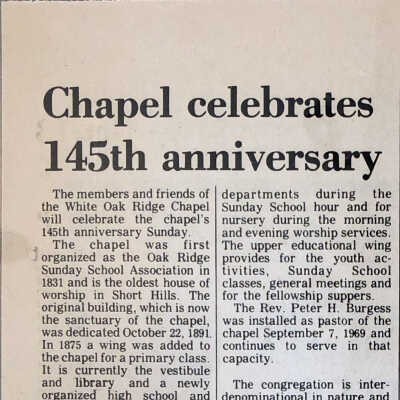 Chapel celebrates
145th anniversary
The members and friends of
the White Oak Ridge Chapel
will celebrate the chapel's
145th anniversary Sunday.
The chapel was first
organized as the Oak Ridge
Sunday School Association in
1831 and is the oldest house of
worship in Short Hills. The
original building, which is now
the sanctuary of the chapel,
was dedicated October 22, 1891.
In 1875 a wing was added to
the chapel for a primary class.
It is currently the vestibule
and library and a newly
organized high school and
departments during the
Sunday School hour and for
nursery during the morning
and evening worship services.
The upper educational wing
provides for the youth ac-
tivities, Sunday School
classes, general meetings and
for the fellowship suppers.
The Rev. Peter H. Burgess
was installed as pastor of the
chapel September 7, 1969 and
continues to serve in that
capacity.
The congregation is inter-
denominational in nature and